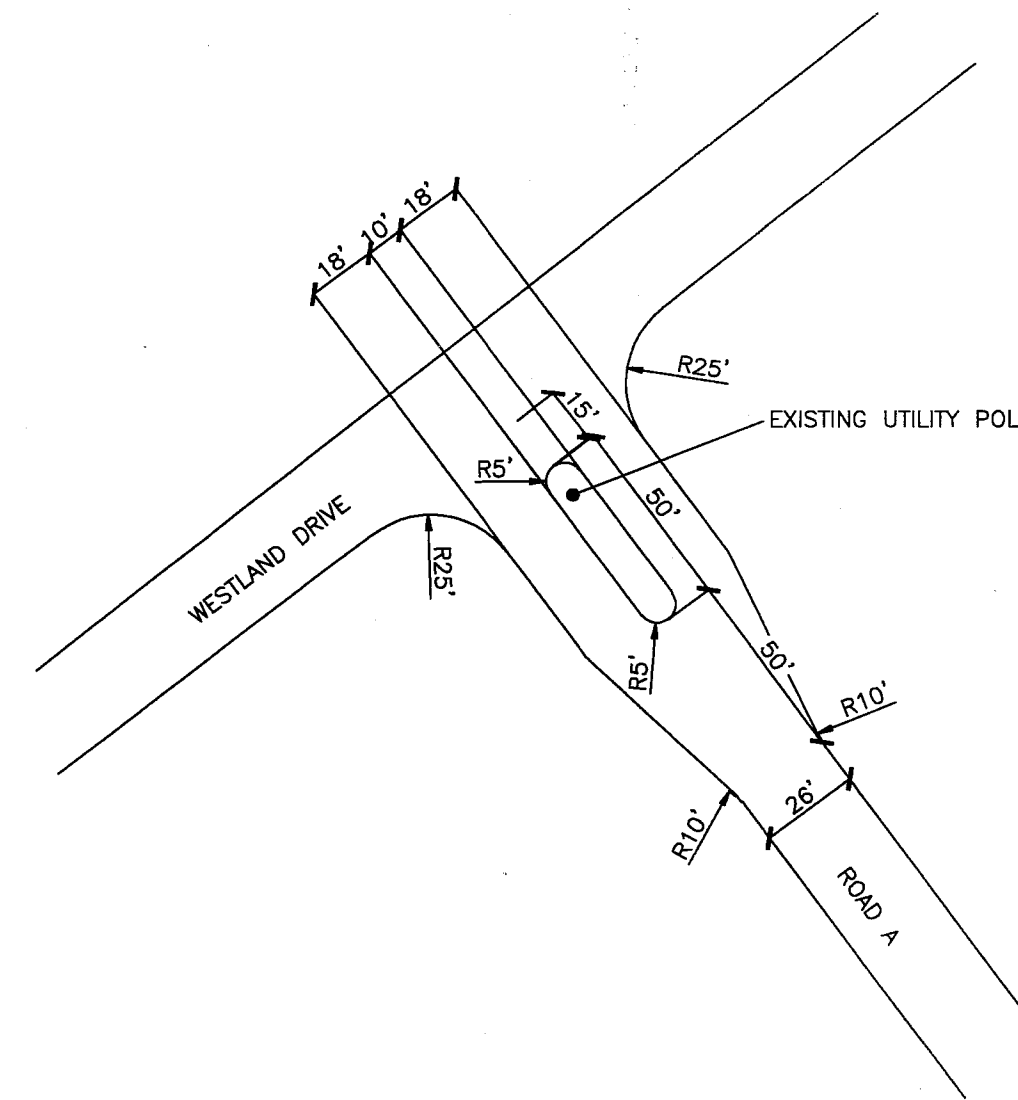 18'
10'
18'
R25'
15'
EXISTING UTILITY POL
R5'
50'
WESTLAND DRIVE
R25'
R5'
50'
R10'
26'
R10'
ROAD A